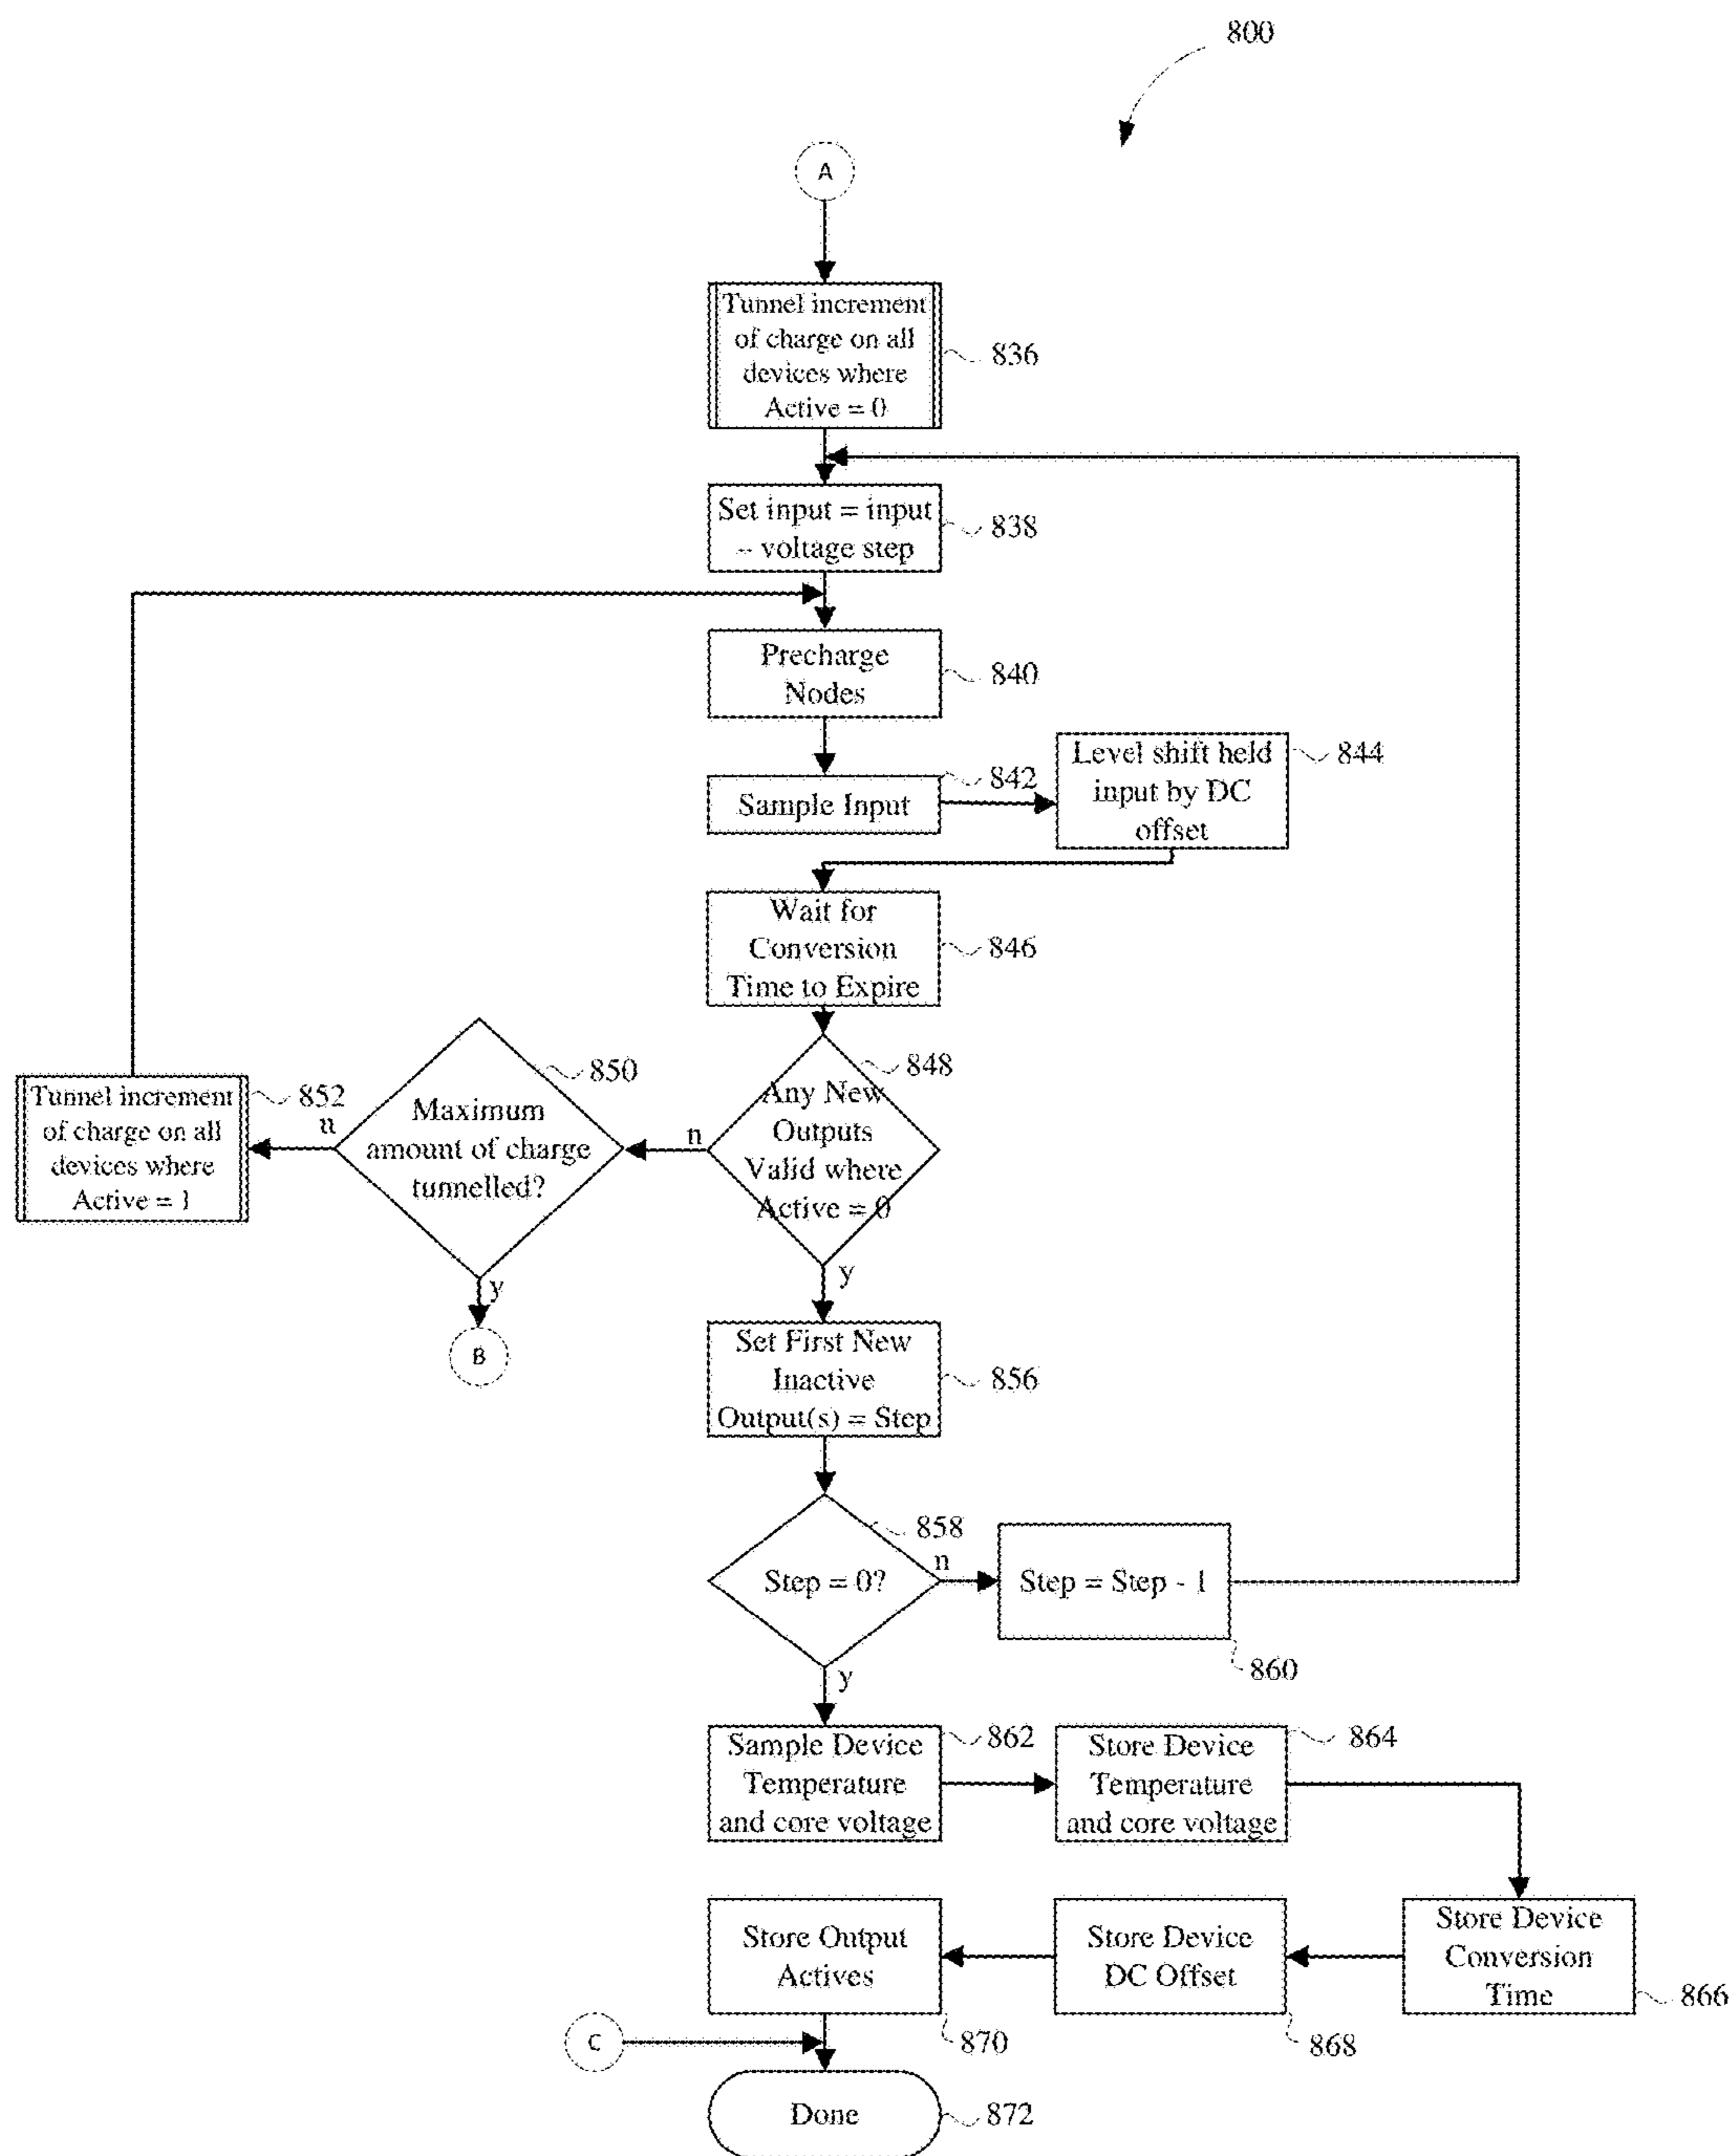 800
A
Tunnel increment
of charge on all
devices where
Active = 0
836
Set input = input
– voltage step
838
Precharge
Nodes
840
Sample Input
842
Level shift held
input by DC
offset
844
Wait for
Conversion
Time to Expire
846
Any New
Outputs
Valid where
Active = 0
848
n
y
Maximum
amount of charge
tunnelled?
850
n
y
Tunnel increment
of charge on all
devices where
Active = 1
852
B
Set First New
Inactive
Output(s) = Step
856
Step = 0?
858
n
y
Step = Step - 1
860
Sample Device
Temperature
and core voltage
862
Store Device
Temperature
and core voltage
864
Store Device
Conversion
Time
866
Store Device
DC Offset
868
Store Output
Actives
870
C
Done
872